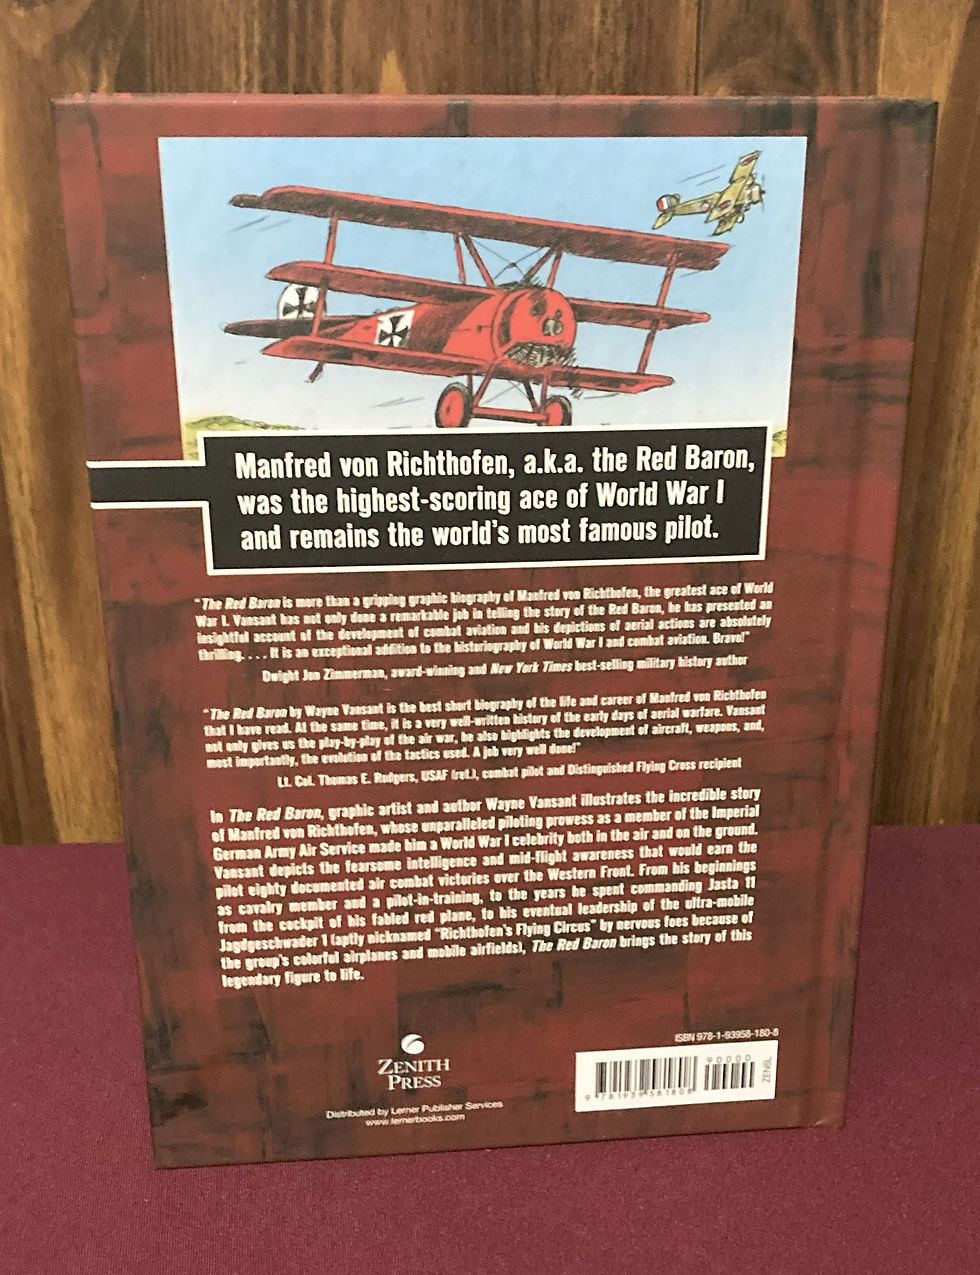 Manfred von Richthofen, a.k.a. the Red Baron,
was the highest-scoring ace of World War I
and remains the world's most famous pilot.
"The Red Baron is more than a gripping graphic biography of Manfred von Richthofen, the greatest ace of World
War I. Vansant has not only done a remarkable job in telling the story of the Red Baron, he has presented an
insightful account of the development of combat aviation and his depictions of aerial actions are absolutely
thrilling. . . . It is an exceptional addition to the historiography of World War I and combat aviation. Bravo!"
Dwight Jon Zimmerman, award-winning and New York Times best-selling military history author
"The Red Baron by Wayne Vansant is the best short biography of the life and career of Manfred von Richthofen
that I have read. At the same time, it is a very well-written history of the early days of aerial warfare. Vansant
not only gives us the play-by-play of the air war, he also highlights the development of aircraft, weapons, and,
most importantly, the evolution of the tactics used. A job very well done!"
Lt. Col. Thomas E. Rudgers, USAF (ret.), combat pilot and Distinguished Flying Cross recipient
In The Red Baron, graphic artist and author Wayne Vansant illustrates the incredible story
of Manfred von Richthofen, whose unparalleled piloting prowess as a member of the Imperial
German Army Air Service made him a World War I celebrity both in the air and on the ground.
Vansant depicts the fearsome intelligence and mid-flight awareness that would earn the
pilot eighty documented air combat victories over the Western Front. From his beginnings
as cavalry member and a pilot-in-training, to the years he spent commanding Jasta 11
from the cockpit of his fabled red plane, to his eventual leadership of the ultra-mobile
Jagdgeschwader 1 (aptly nicknamed "Richthofen's Flying Circus" by nervous foes because of
the group's colorful airplanes and mobile airfields), The Red Baron brings the story of this
legendary figure to life.
ZENITH
PRESS
Distributed by Lerner Publisher Services
www.lernerbooks.com
ISBN 978-1-93958-180-8
90000
9 781939 581808
ZEN6L